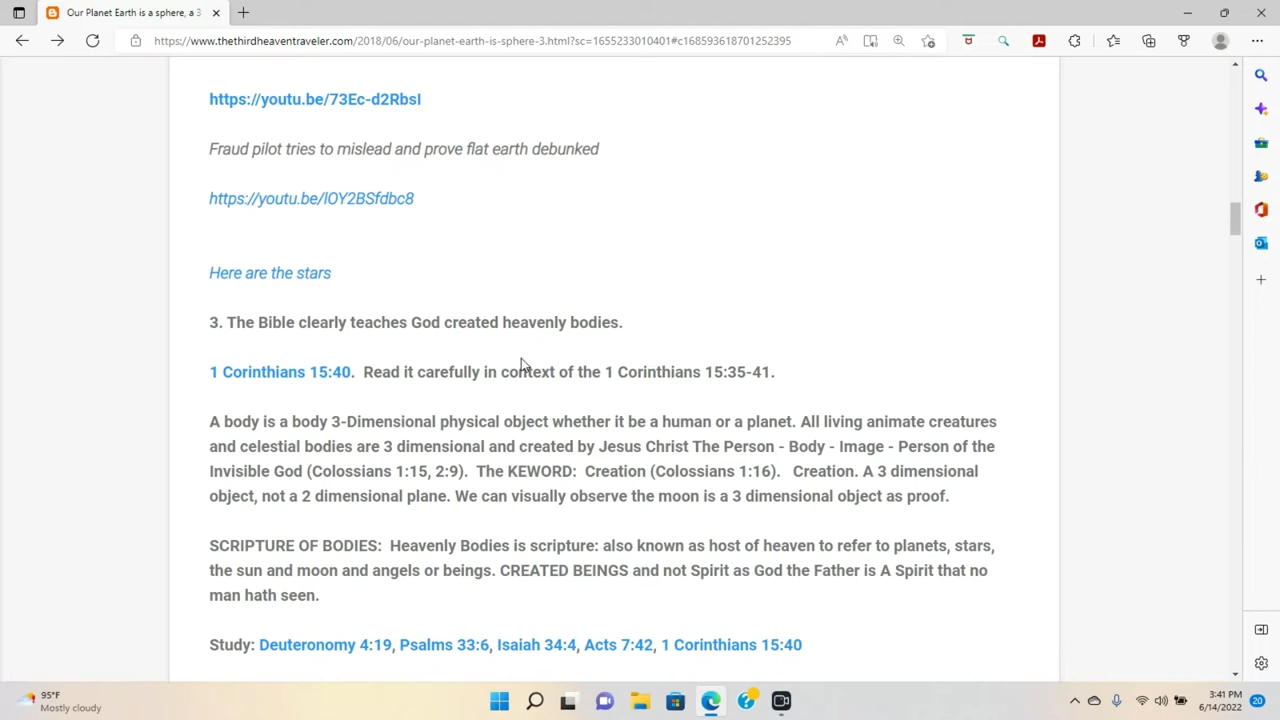 Our Planet Earth is a sphere, a 3
https://www.thethirdheaventraveler.com/2018/06/our-planet-earth-is-sphere-3.html?sc=1655233010401#c168593618701252395
https://youtu.be/73Ec-d2RbsI
Fraud pilot tries to mislead and prove flat earth debunked
https://youtu.be/lOY2BSfdbc8
Here are the stars
3. The Bible clearly teaches God created heavenly bodies.
1 Corinthians 15:40.  Read it carefully in context of the 1 Corinthians 15:35-41.
A body is a body 3-Dimensional physical object whether it be a human or a planet. All living animate creatures
and celestial bodies are 3 dimensional and created by Jesus Christ The Person - Body - Image - Person of the
Invisible God (Colossians 1:15, 2:9).  The KEWORD:  Creation (Colossians 1:16).   Creation. A 3 dimensional
object, not a 2 dimensional plane. We can visually observe the moon is a 3 dimensional object as proof.
SCRIPTURE OF BODIES:  Heavenly Bodies is scripture: also known as host of heaven to refer to planets, stars,
the sun and moon and angels or beings. CREATED BEINGS and not Spirit as God the Father is A Spirit that no
man hath seen.
Study: Deuteronomy 4:19, Psalms 33:6, Isaiah 34:4, Acts 7:42, 1 Corinthians 15:40
95°F
Mostly cloudy
3:41 PM
6/14/2022
20